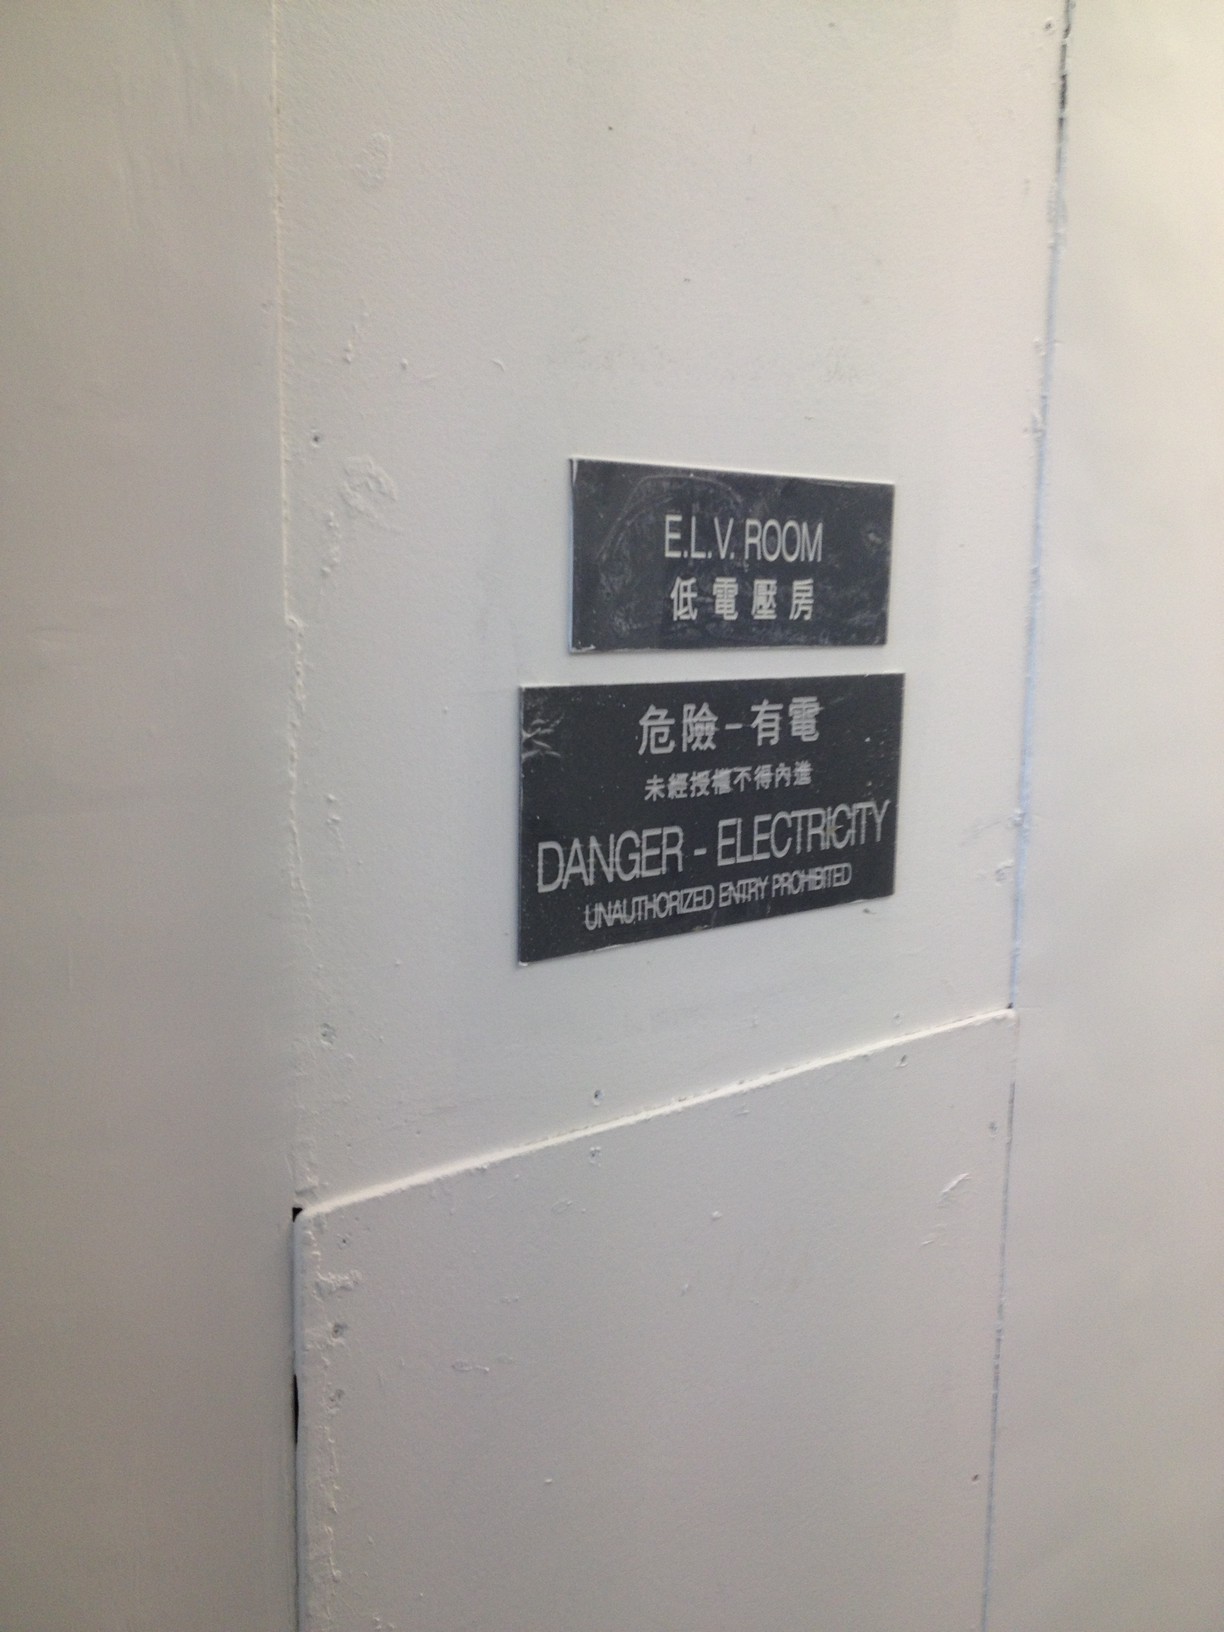 E.L.V. ROOM
低電壓房
危險-有電
未經授權不得內進
DANGER - ELECTRICITY
UNAUTHORIZED ENTRY PROHIBITED